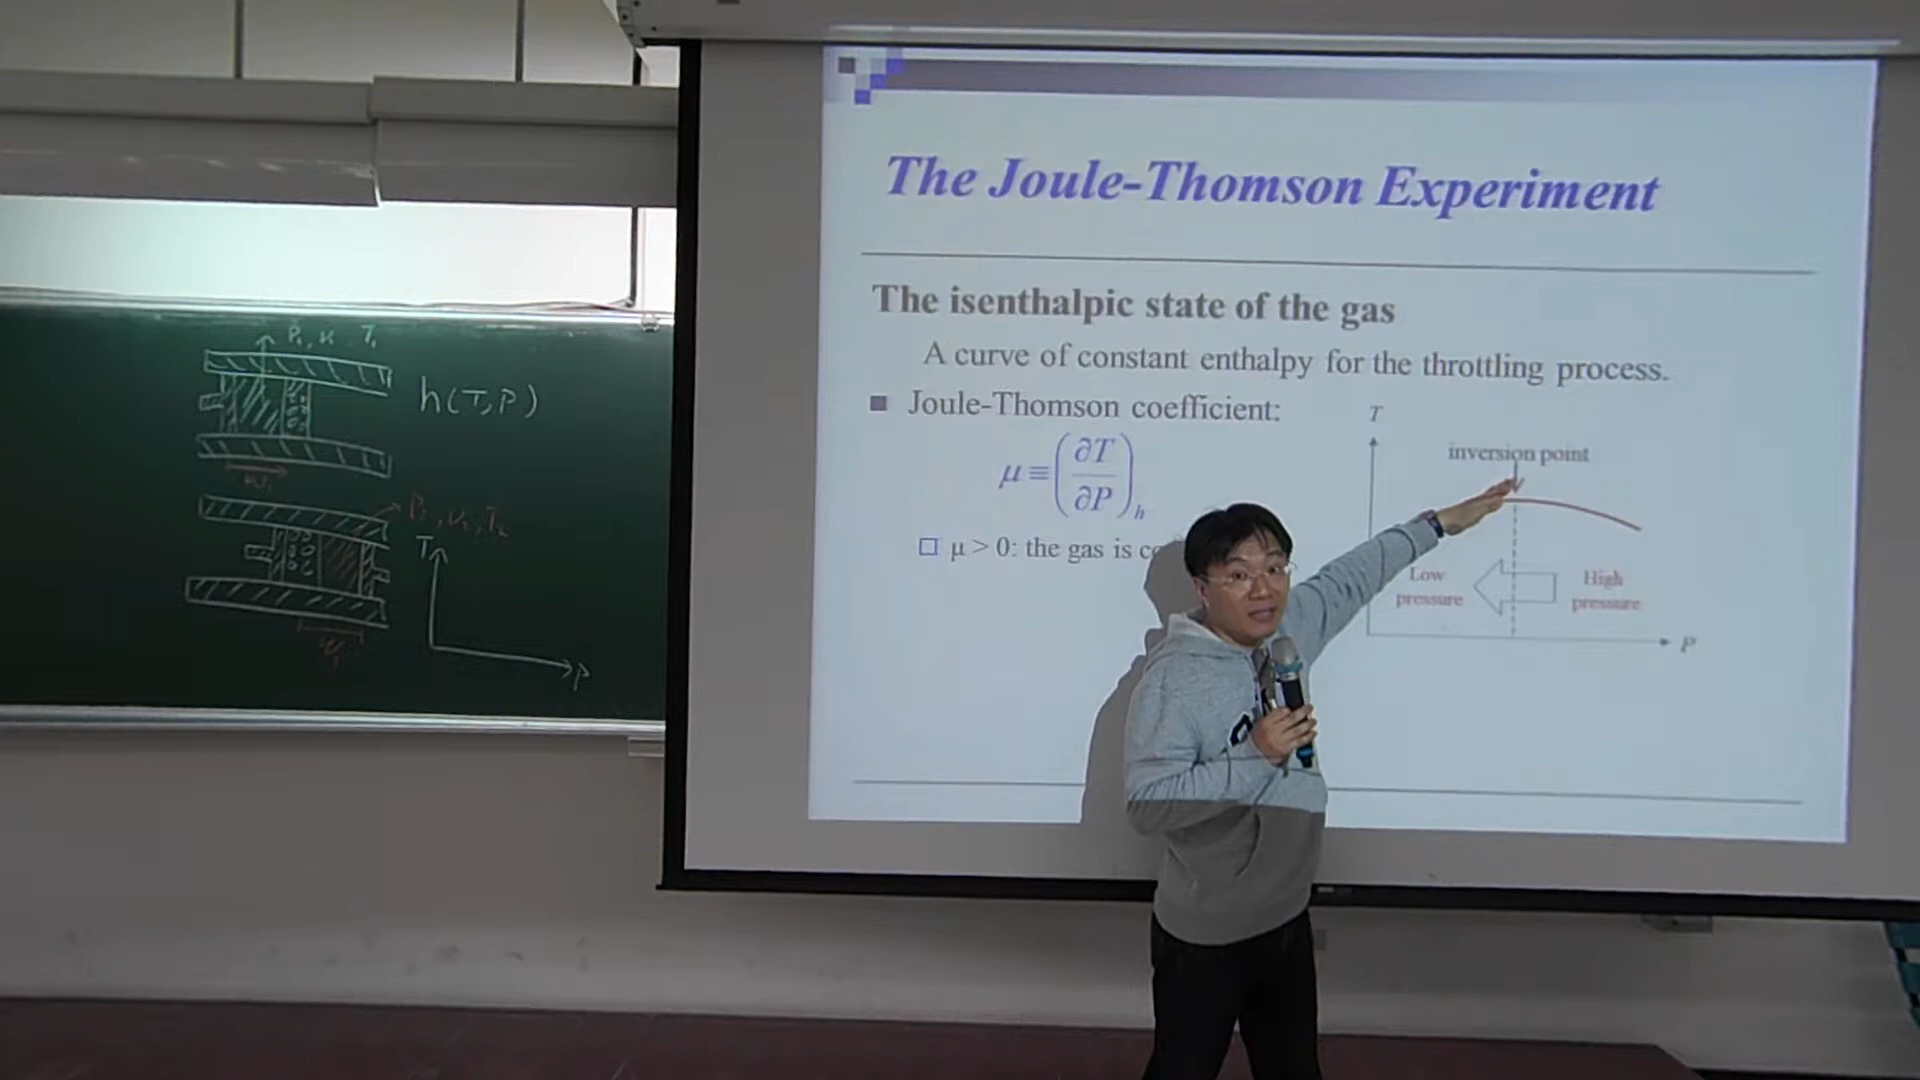 The Joule-Thomson Experiment
The isenthalpic state of the gas
A curve of constant enthalpy for the throttling process.
■ Joule-Thomson coefficient:
μ ≡ (∂T/∂P)h
□ μ > 0: the gas is
T
inversion point
Low pressure
High pressure
P
h(T,P)
T
P